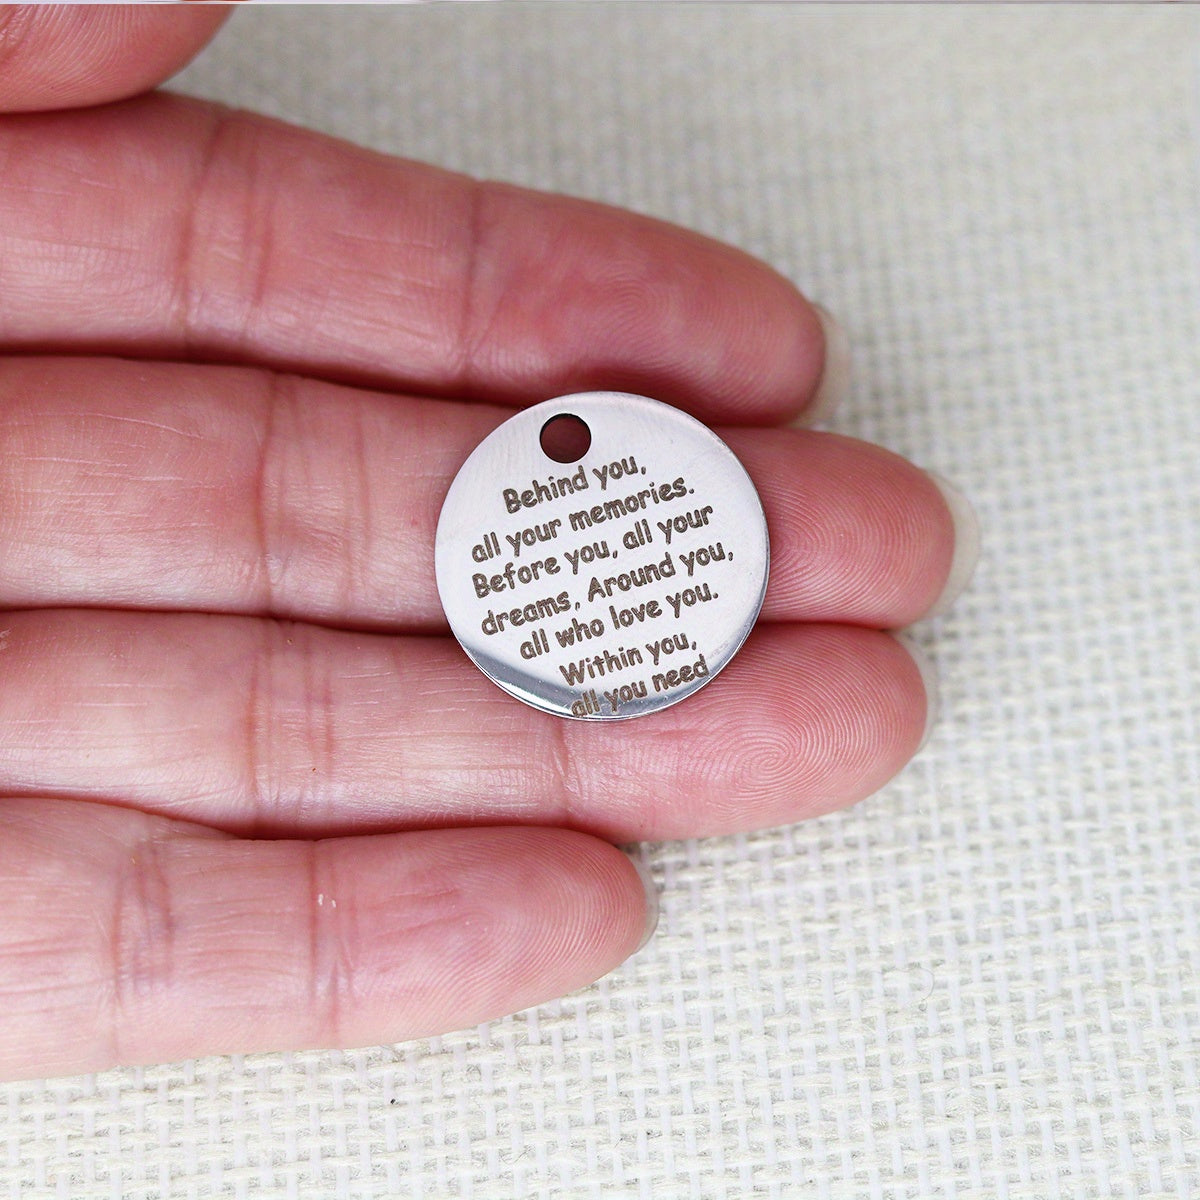 Behind you,
all your memories.
Before you, all your
dreams. Around you,
all who love you.
Within you,
all you need